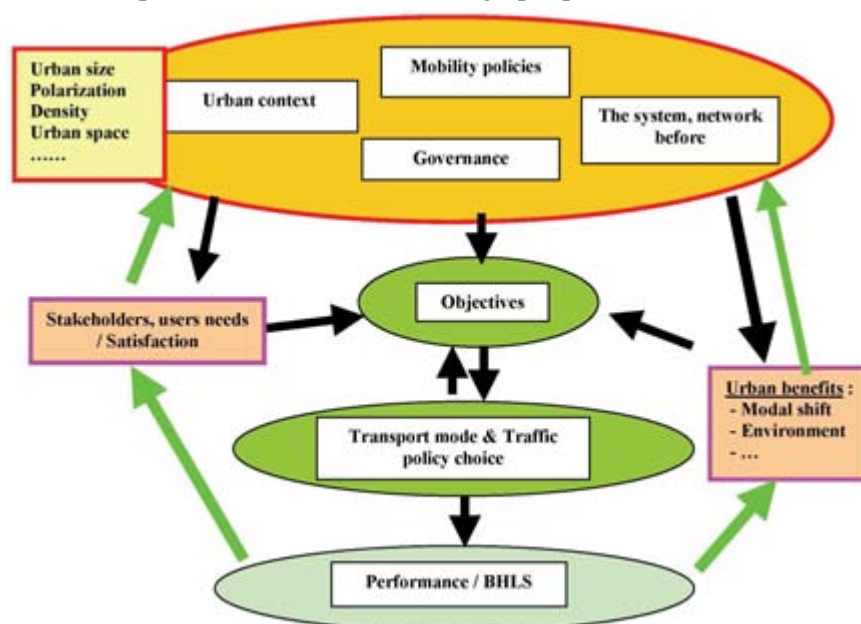 Urban size
Polarization
Density
Urban space
......
Urban context
Mobility policies
The system, network
before
Governance
Stakeholders, users needs
/ Satisfaction
Objectives
Urban benefits :
- Modal shift
- Environment
- ...
Transport mode & Traffic
policy choice
Performance / BHLS